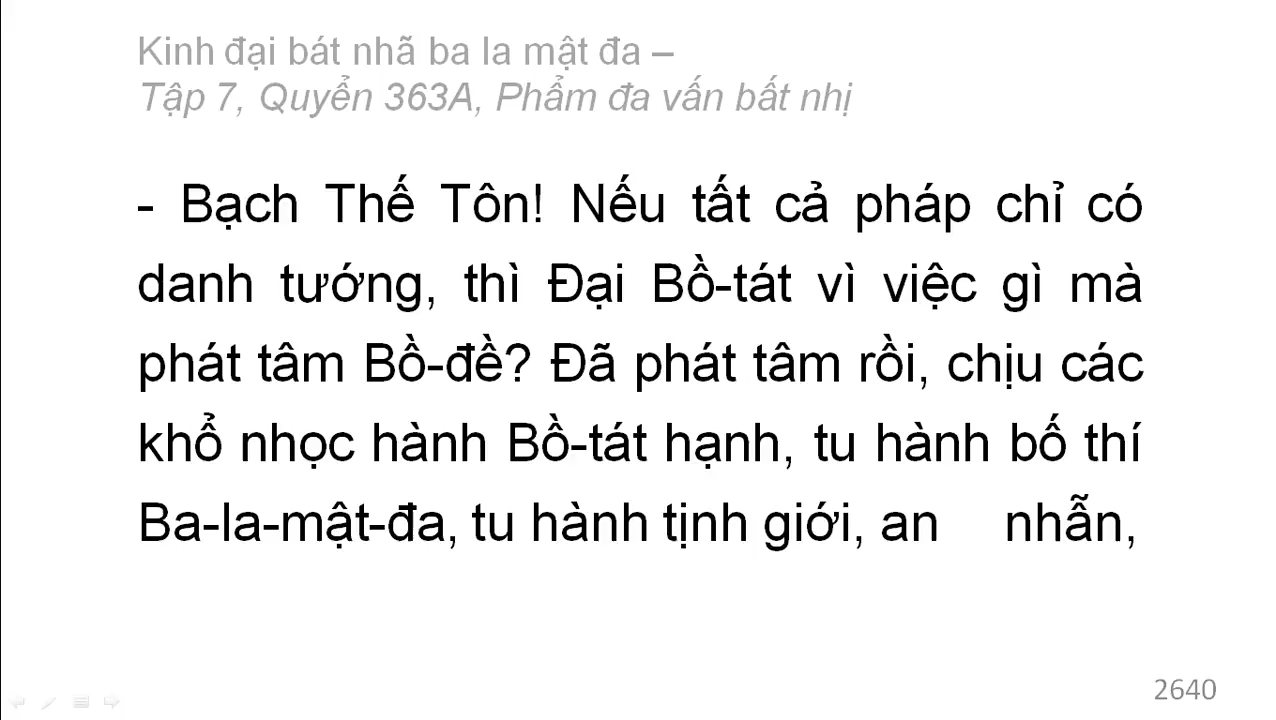 Kinh đại bát nhã ba la mật đa –
Tập 7, Quyển 363A, Phẩm đa vấn bất nhị
- Bạch Thế Tôn! Nếu tất cả pháp chỉ có
danh tướng, thì Đại Bồ-tát vì việc gì mà
phát tâm Bồ-đề? Đã phát tâm rồi, chịu các
khổ nhọc hành Bồ-tát hạnh, tu hành bố thí
Ba-la-mật-đa, tu hành tịnh giới, an nhẫn,
2640